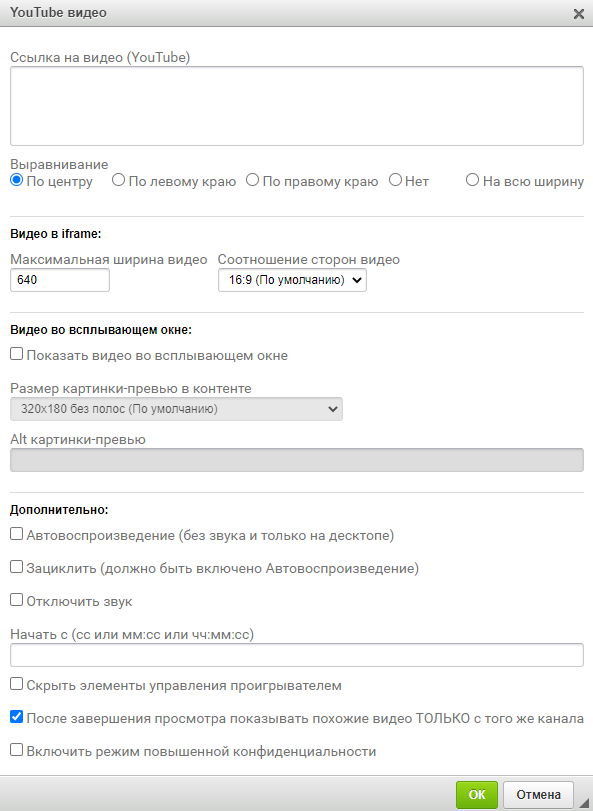 YouTube видео
Ссылка на видео (YouTube)
Выравнивание
По центру По левому краю По правому краю Нет На всю ширину
Видео в iframe:
Максимальная ширина видео Соотношение сторон видео
640 16:9 (По умолчанию)
Видео во всплывающем окне:
Показать видео во всплывающем окне
Размер картинки-превью в контенте
320x180 без полос (По умолчанию)
Alt картинки-превью
Дополнительно:
Автовоспроизведение (без звука и только на десктопе)
Зациклить (должно быть включено Автовоспроизведение)
Отключить звук
Начать с (сс или мм:сс или чч:мм:сс)
Скрыть элементы управления проигрывателем
После завершения просмотра показывать похожие видео ТОЛЬКО с того же канала
Включить режим повышенной конфиденциальности
ОК Отмена